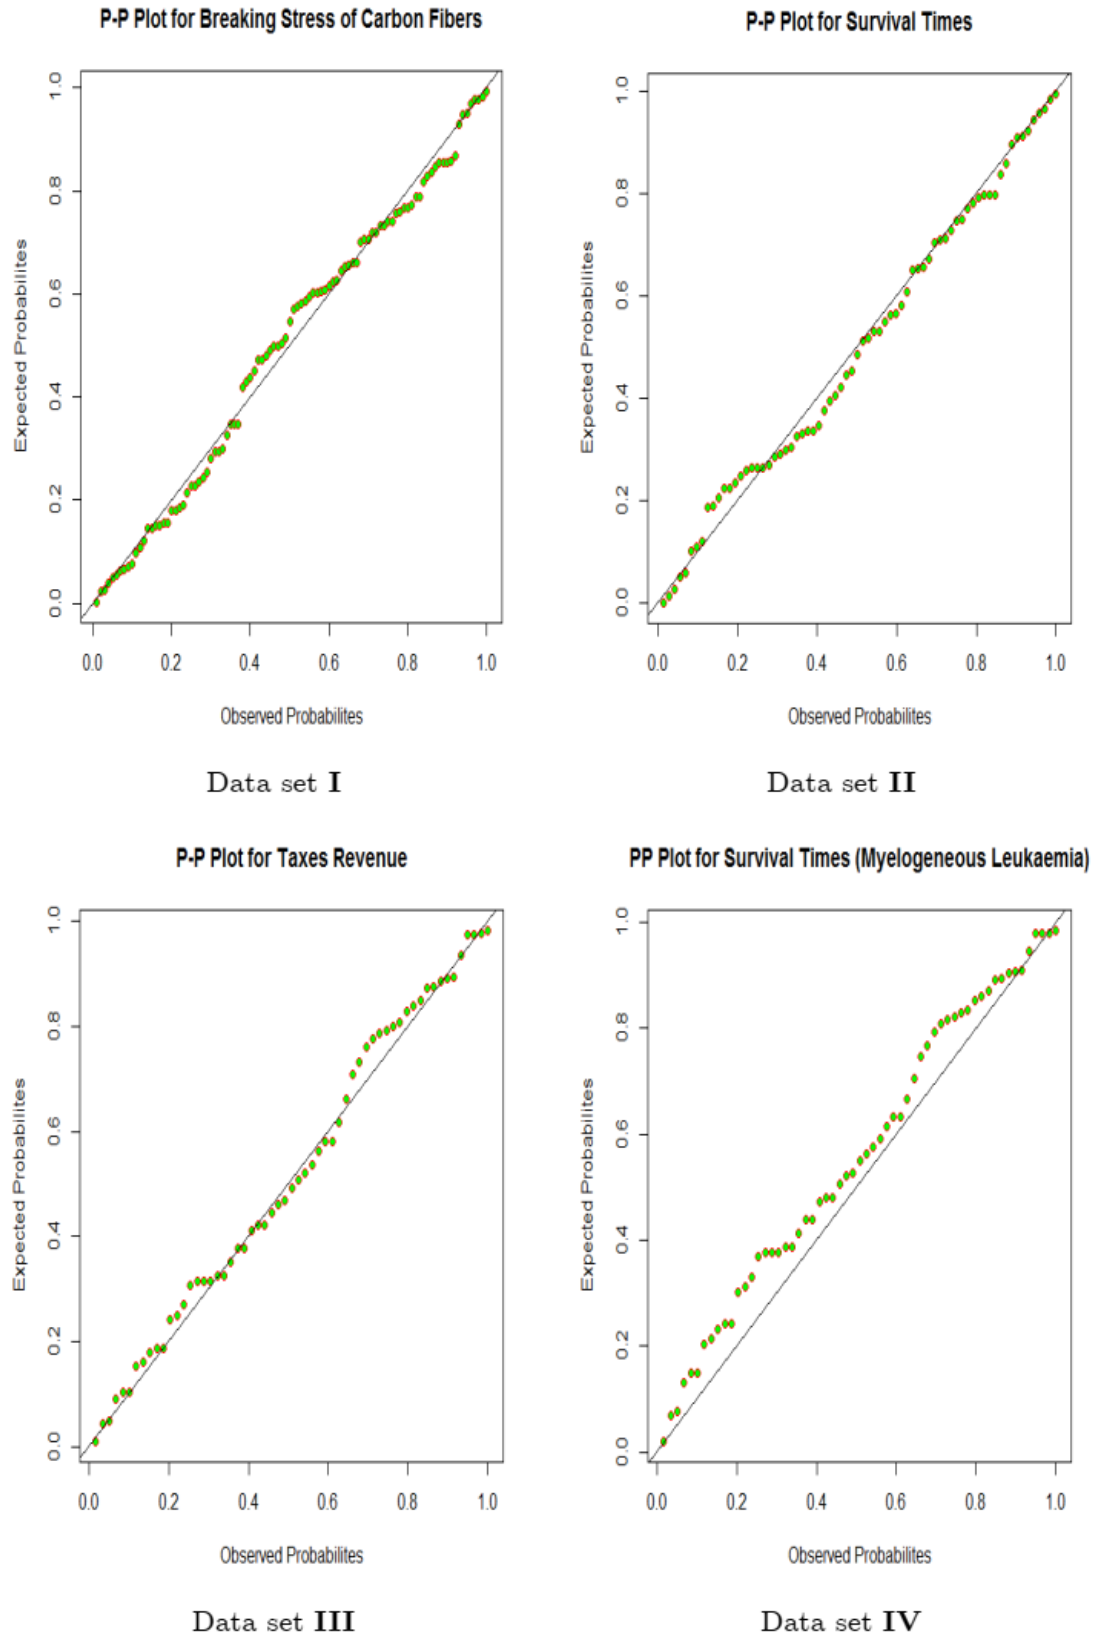 P-P Plot for Breaking Stress of Carbon Fibers
Expected Probabilites
1.0
0.8
0.6
0.4
0.2
0.0
0.0 0.2 0.4 0.6 0.8 1.0
Observed Probabilites
Data set I
P-P Plot for Survival Times
Expected Probabilites
1.0
0.8
0.6
0.4
0.2
0.0
0.0 0.2 0.4 0.6 0.8 1.0
Observed Probabilites
Data set II
P-P Plot for Taxes Revenue
Expected Probabilites
1.0
0.8
0.6
0.4
0.2
0.0
0.0 0.2 0.4 0.6 0.8 1.0
Observed Probabilites
Data set III
PP Plot for Survival Times (Myelogeneous Leukaemia)
Expected Probabilites
1.0
0.8
0.6
0.4
0.2
0.0
0.0 0.2 0.4 0.6 0.8 1.0
Observed Probabilites
Data set IV